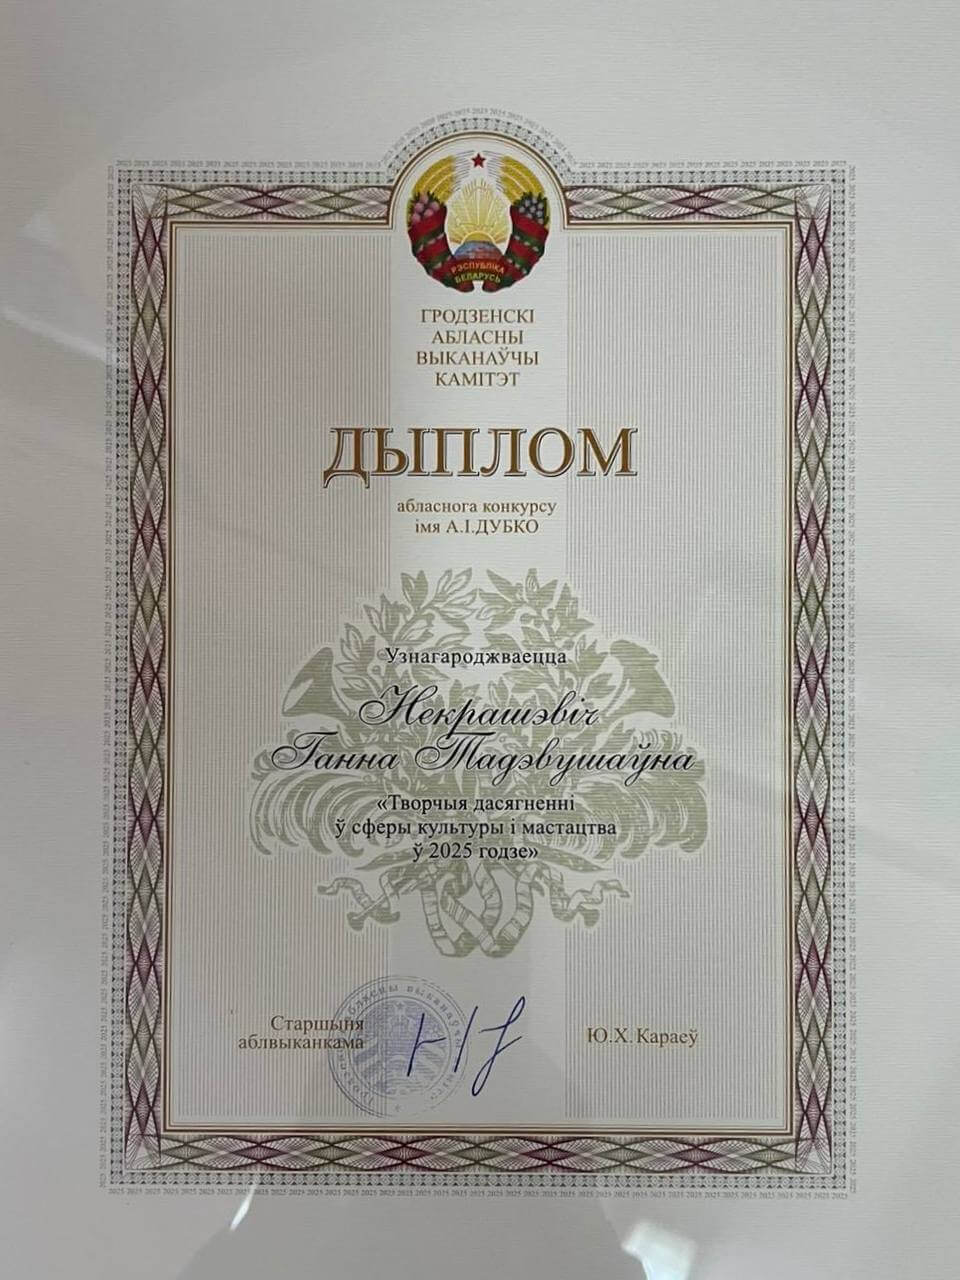 РЭСПУБЛІКА
БЕЛАРУСЬ
ГРОДЗЕНСКІ
АБЛАСНЫ
ВЫКАНАЎЧЫ
КАМІТЭТ
ДЫПЛОМ
абласнога конкурсу
імя А.І.ДУБКО
Узнагароджваецца
Некрашэвіч
Ганна Тадэвушаўна
«Творчыя дасягненні
ў сферы культуры і мастацтва
ў 2025 годзе»
Старшыня
аблвыканкама
Ю.Х.Караеў